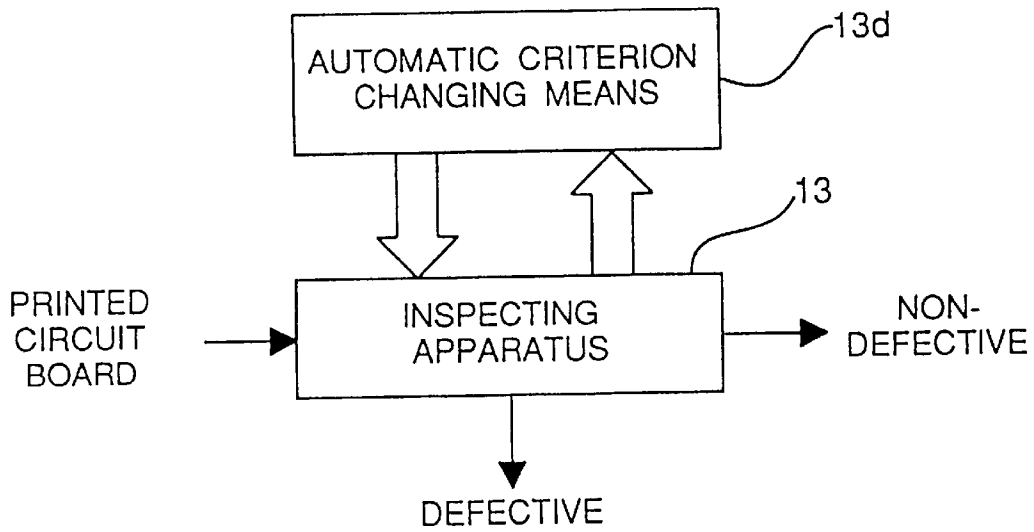 13d
AUTOMATIC CRITERION
CHANGING MEANS
13
PRINTED
CIRCUIT
BOARD
INSPECTING
APPARATUS
NON-
DEFECTIVE
DEFECTIVE